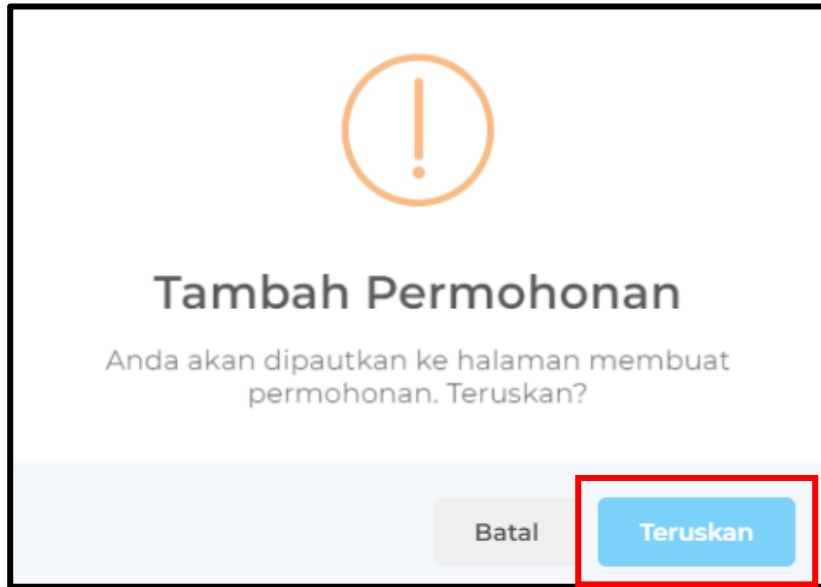 Tambah Permohonan
Anda akan dipautkan ke halaman membuat
permohonan. Teruskan?
Batal
Teruskan